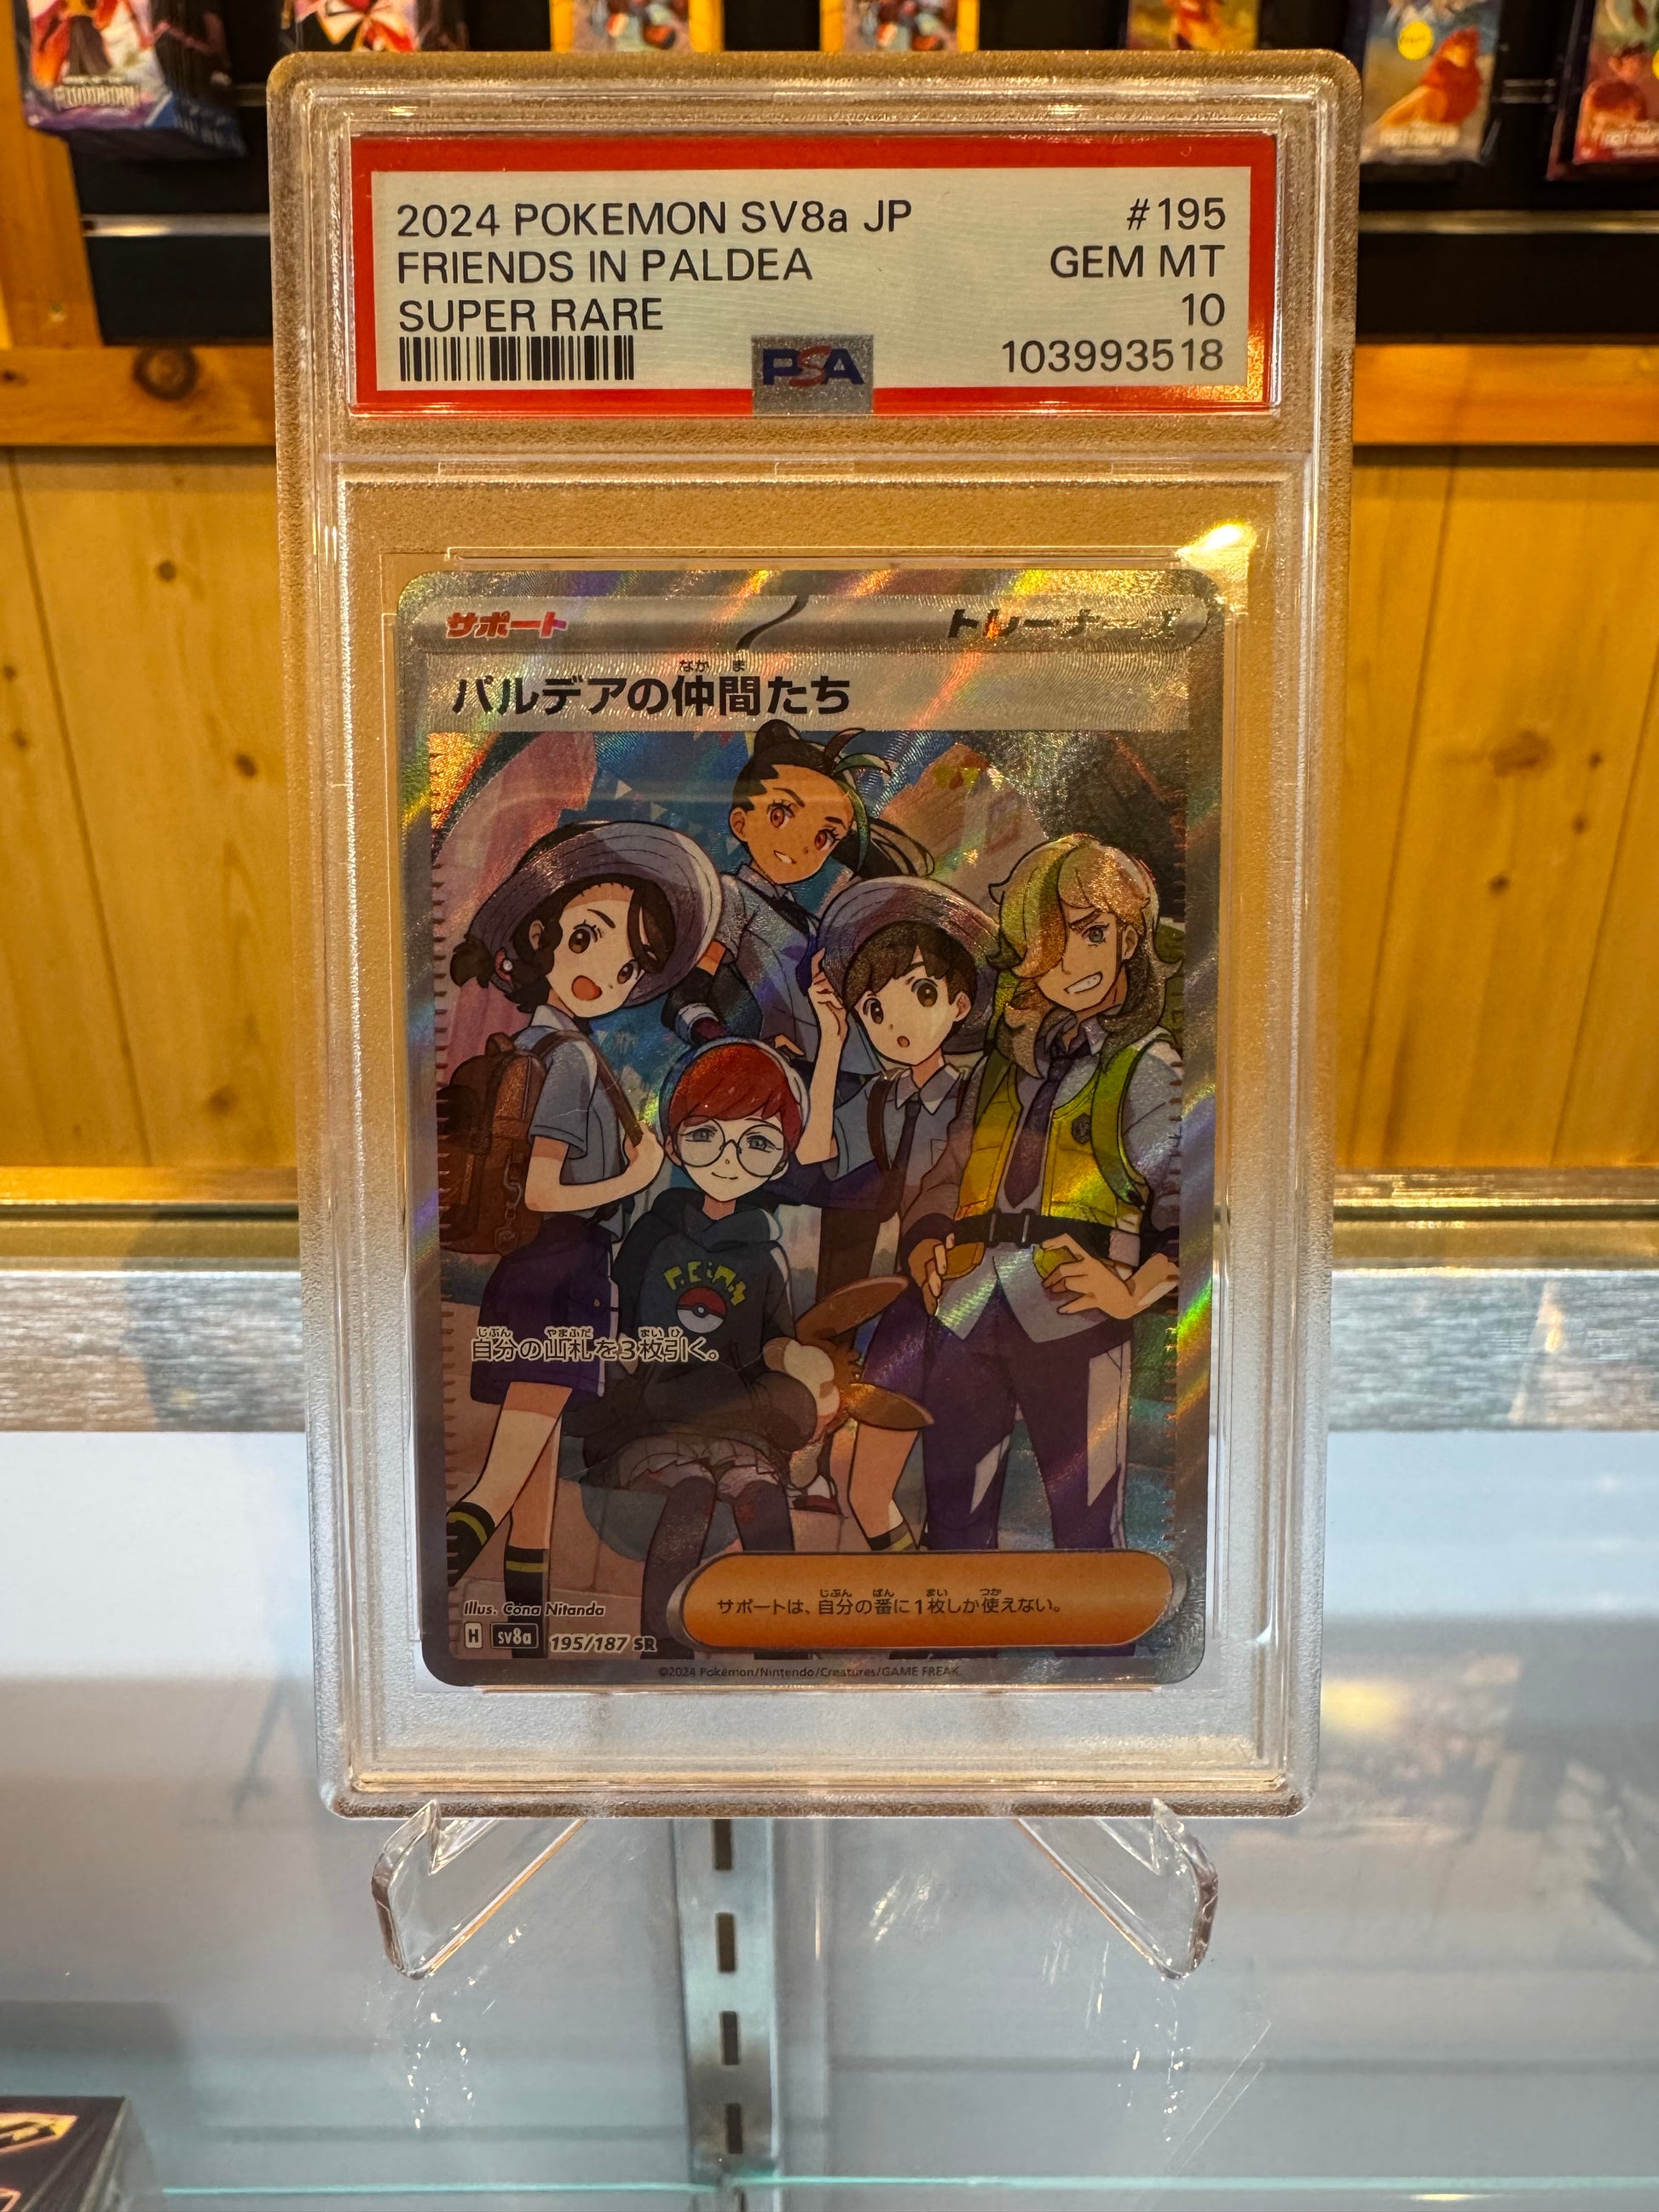 2024 POKEMON SV8a JP #195
FRIENDS IN PALDEA GEM MT
SUPER RARE 10
PSA 103993518
サポート トレーナーズ
なかま
パルデアの仲間たち
じぶん やまふだ まい ひ
自分の山札を3枚引く。
じぶん ばん まい つか
サポートは、自分の番に1枚しか使えない。
Illus. Cona Nitanda
H sv8a 195/187 SR
©2024 Pokémon/Nintendo/Creatures/GAME FREAK.